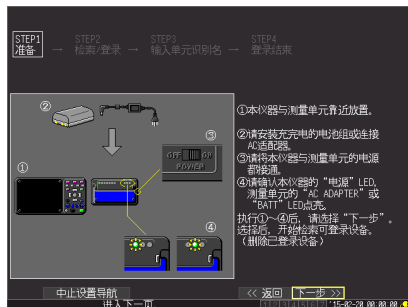 STEP1
准备
→
STEP2
检索/登录
→
STEP3
输入单元识别名
→
STEP4
登录结束
①本仪器与测量单元靠近放置。
②请安装充完电的电池组或连接
AC适配器。
③请将本仪器与测量单元的电源
都接通。
④请确认本仪器的“电源”LED,
测量单元的“AC ADAPTER”或
“BATT”LED点亮。
执行①~④后,请选择“下一步”。
选择后,开始检索可登录设备。
(删除已登录设备)
②
③
OFF ON
POWER
①
④
中止设置导航
<< 返回
下一步 >>
进入下一页
'15-02-20 00:00:00